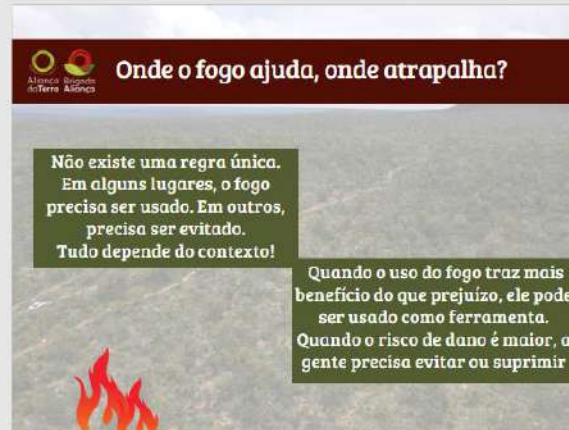 Aliança
daTerra
Brigada
Aliança
Onde o fogo ajuda, onde atrapalha?
Não existe uma regra única.
Em alguns lugares, o fogo
precisa ser usado. Em outros,
precisa ser evitado.
Tudo depende do contexto!
Quando o uso do fogo traz mais
benefício do que prejuízo, ele pode
ser usado como ferramenta.
Quando o risco de dano é maior, a
gente precisa evitar ou suprimir